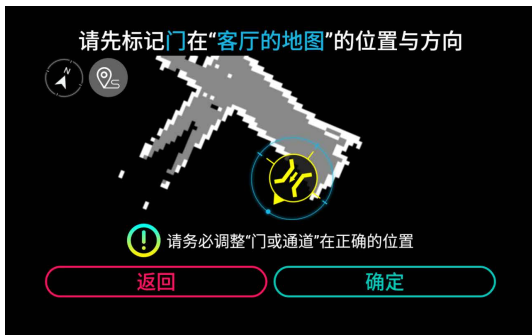 请先标记门在“客厅的地图”的位置与方向
N
S
请务必调整“门或通道”在正确的位置
返回
确定